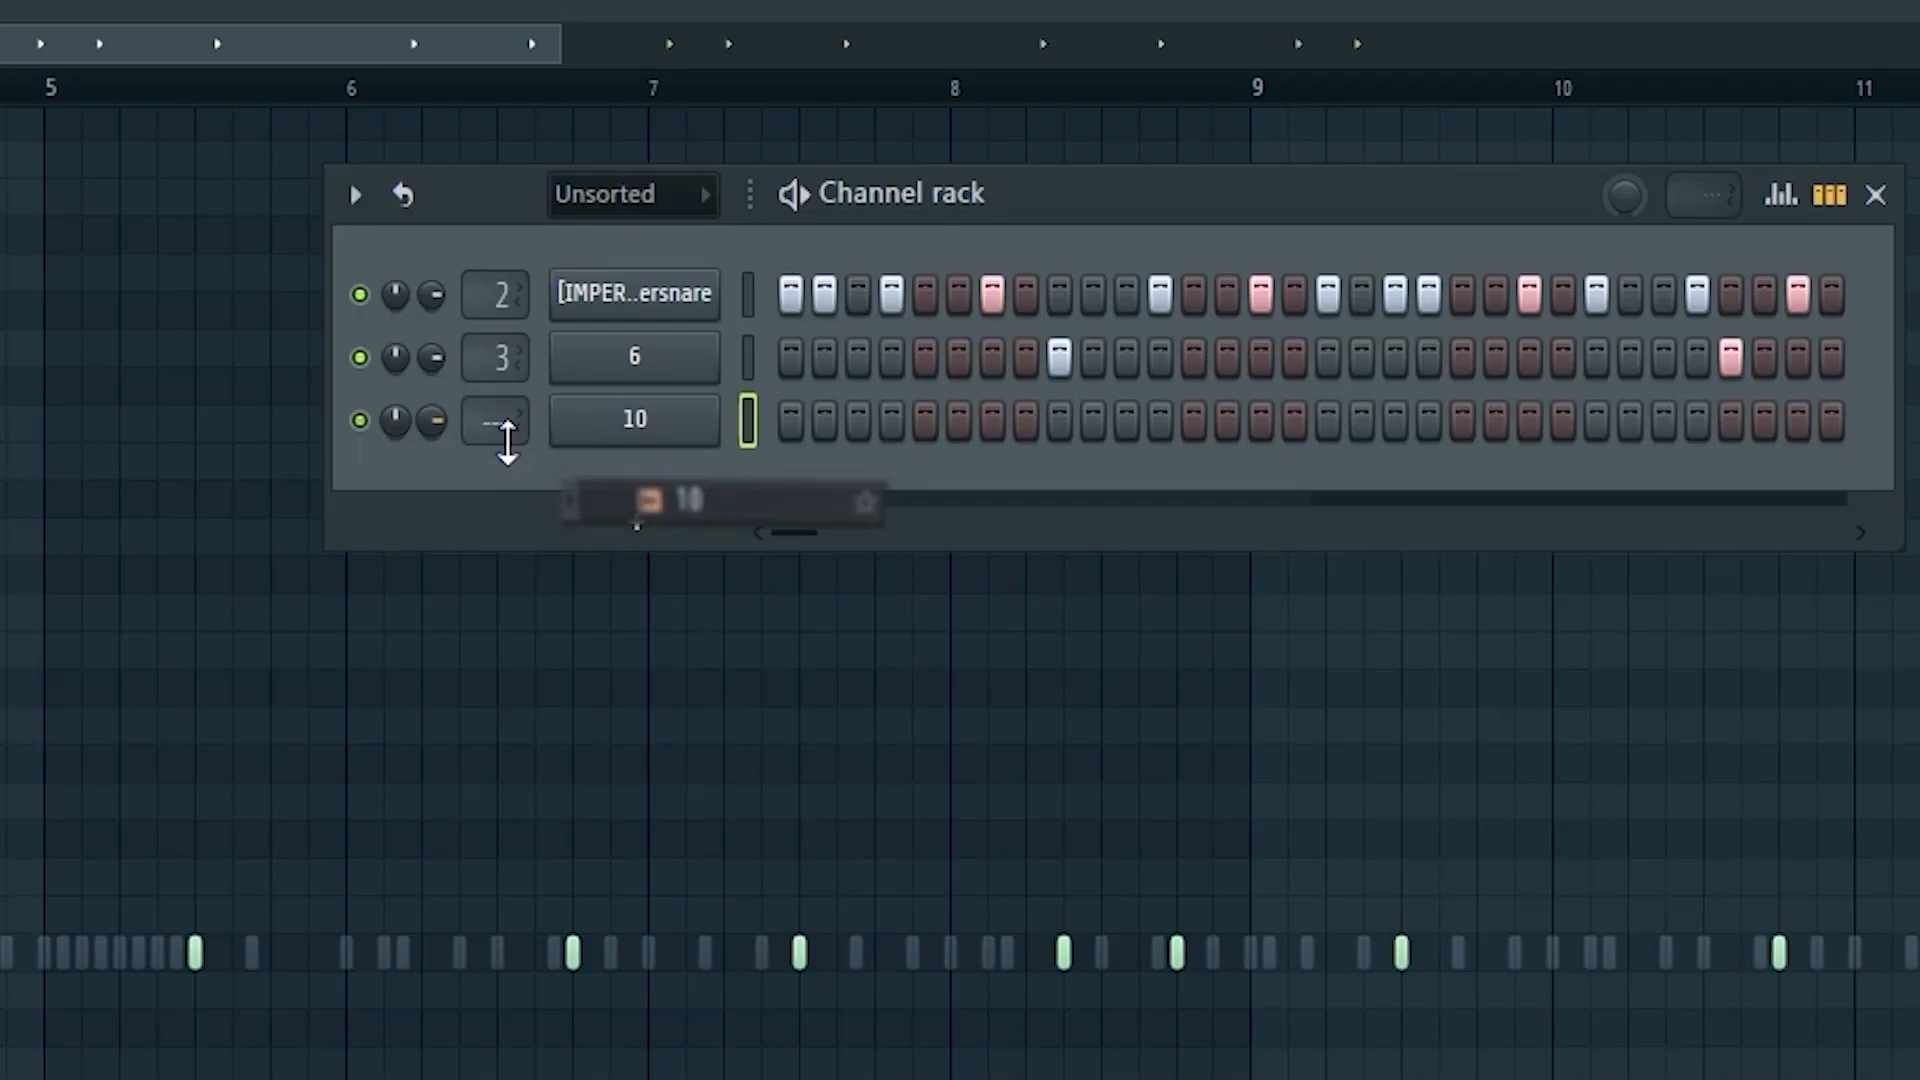 5 6 7 8 9 10 11
Unsorted Channel rack ---
2 [IMPER..ersnare
3 6
--- 10
10